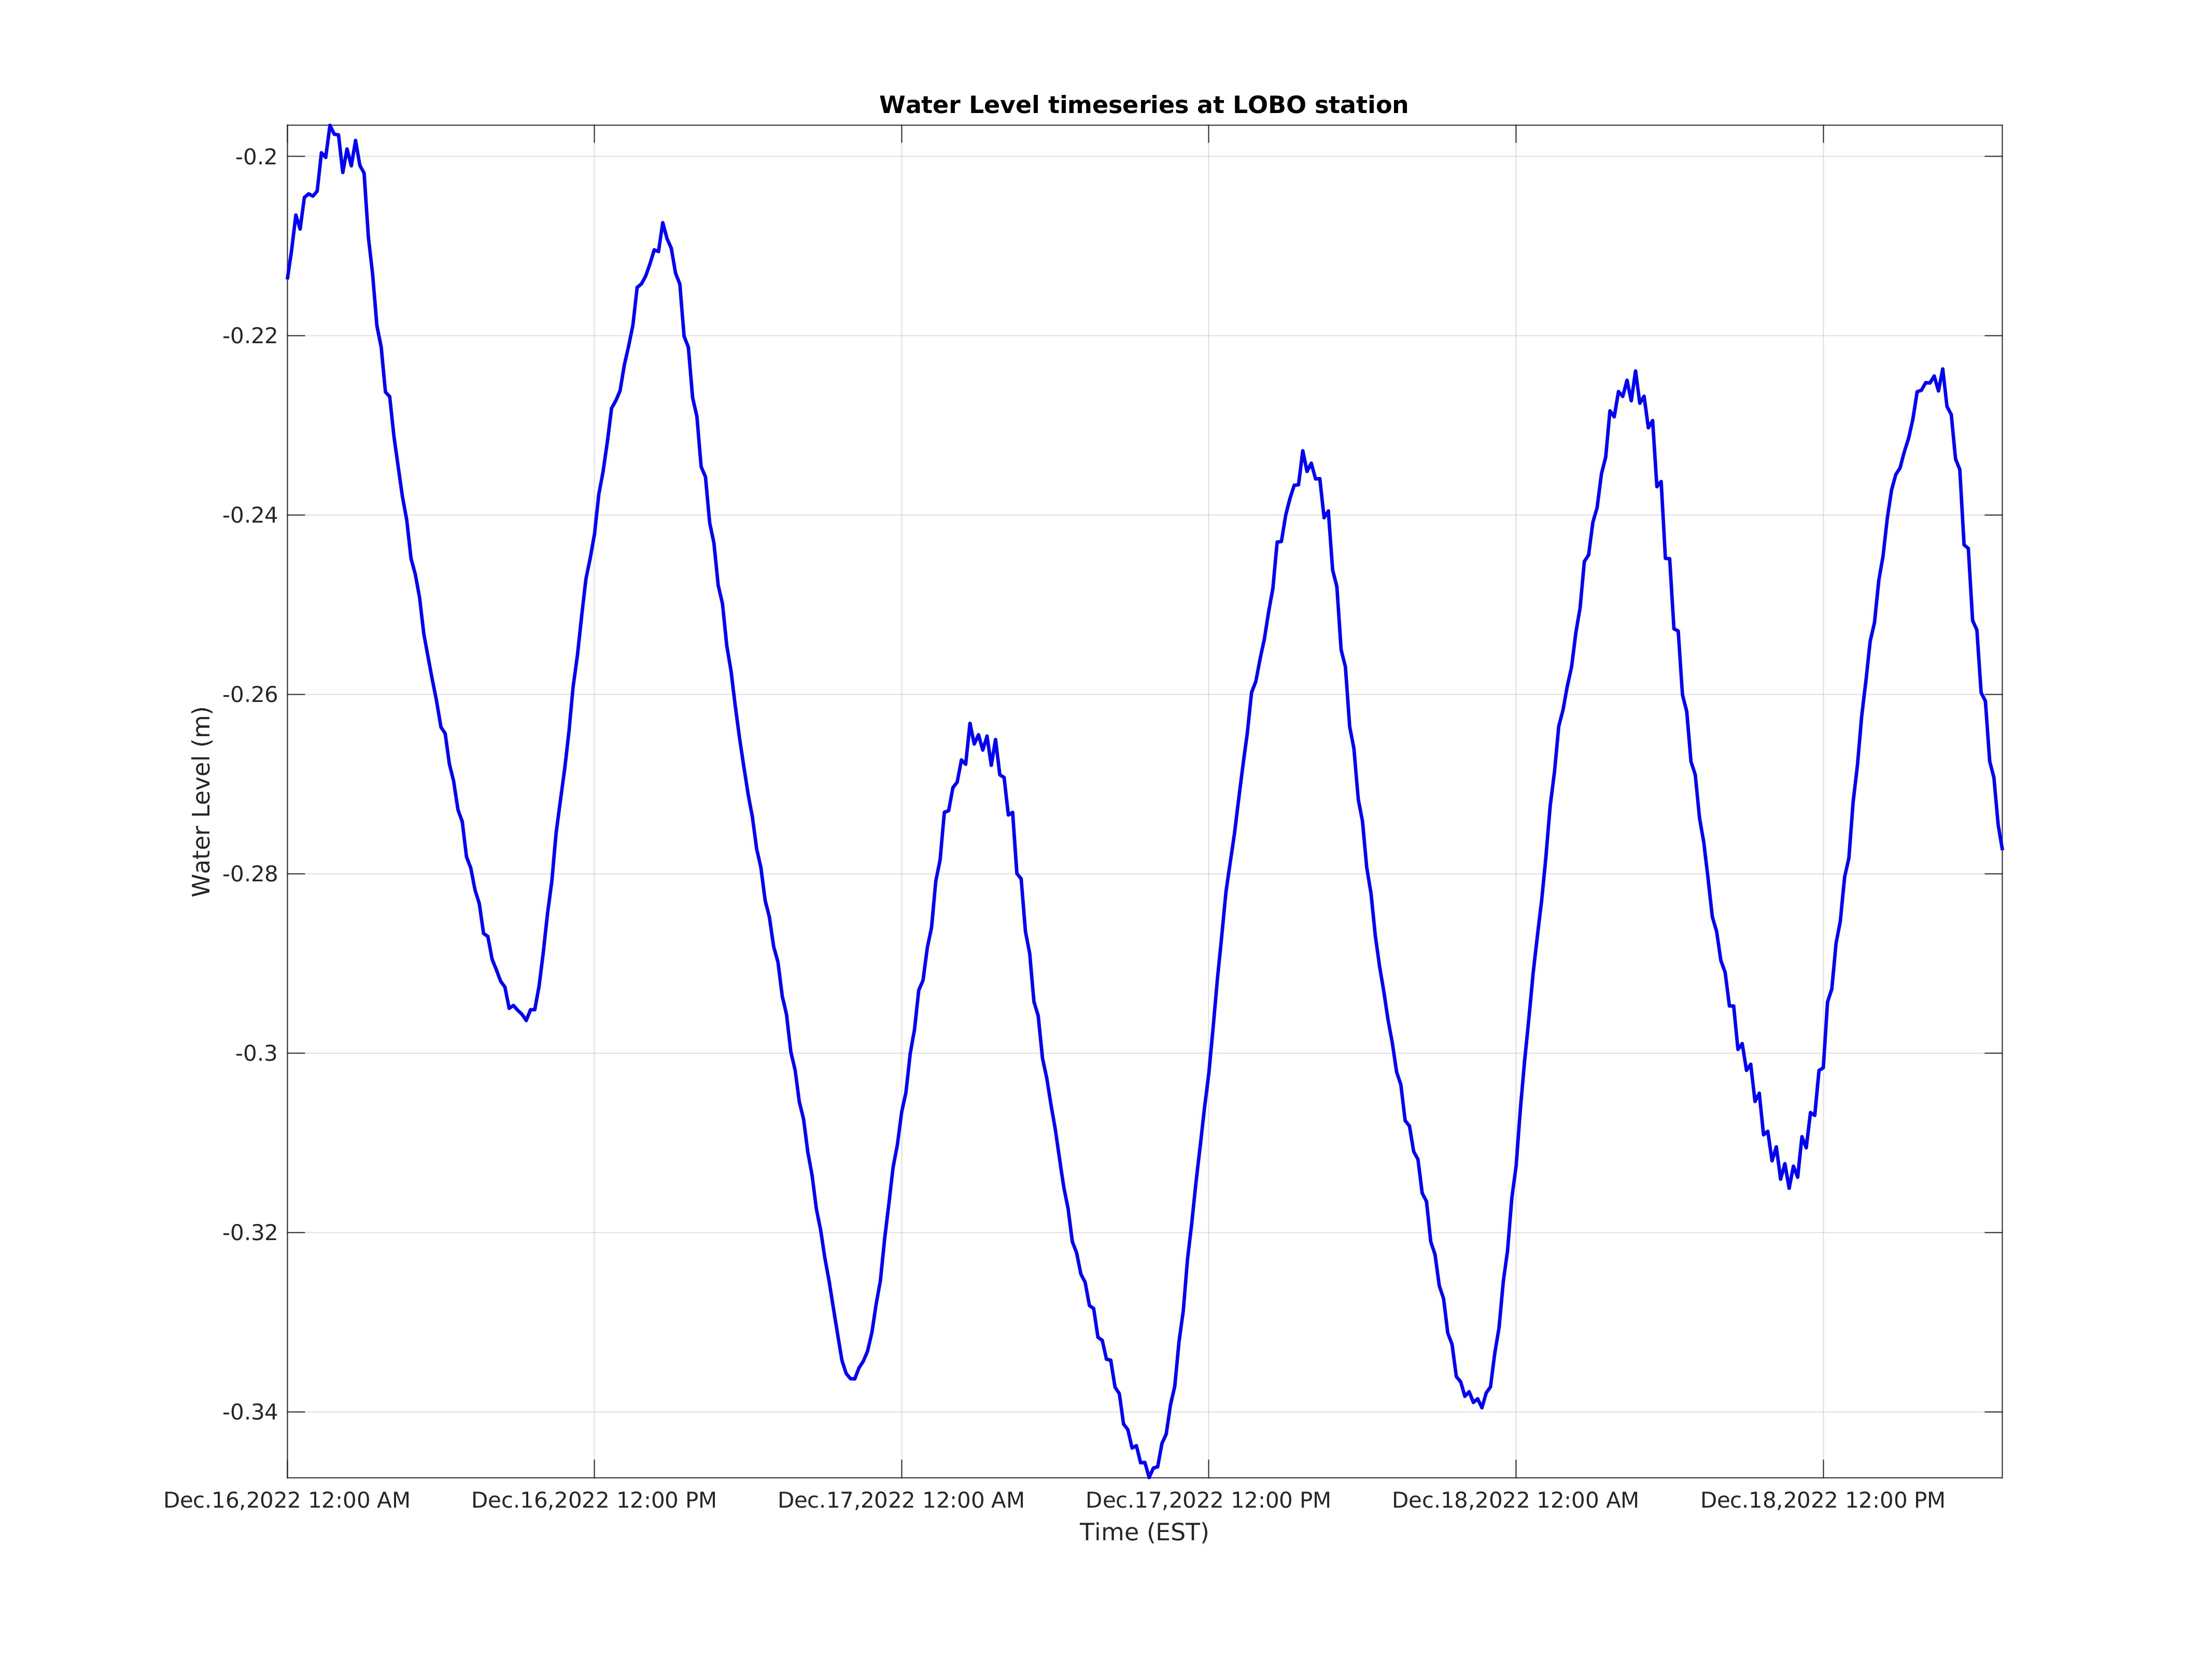 Water Level timeseries at LOBO station
-0.2
-0.22
-0.24
-0.26
-0.28
-0.3
-0.32
-0.34
Water Level (m)
Dec.16,2022 12:00 AM Dec.16,2022 12:00 PM Dec.17,2022 12:00 AM Dec.17,2022 12:00 PM Dec.18,2022 12:00 AM Dec.18,2022 12:00 PM
Time (EST)